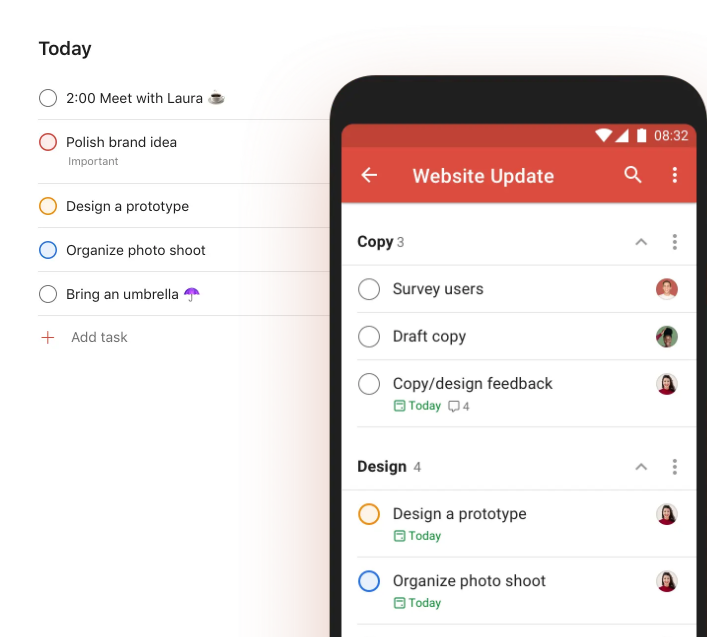 Today
2:00 Meet with Laura ☕
Polish brand idea
Important
Design a prototype
Organize photo shoot
Bring an umbrella ☂
Add task
08:32
Website Update
Copy 3
Survey users
Draft copy
Copy/design feedback
Today 4
Design 4
Design a prototype
Today
Organize photo shoot
Today